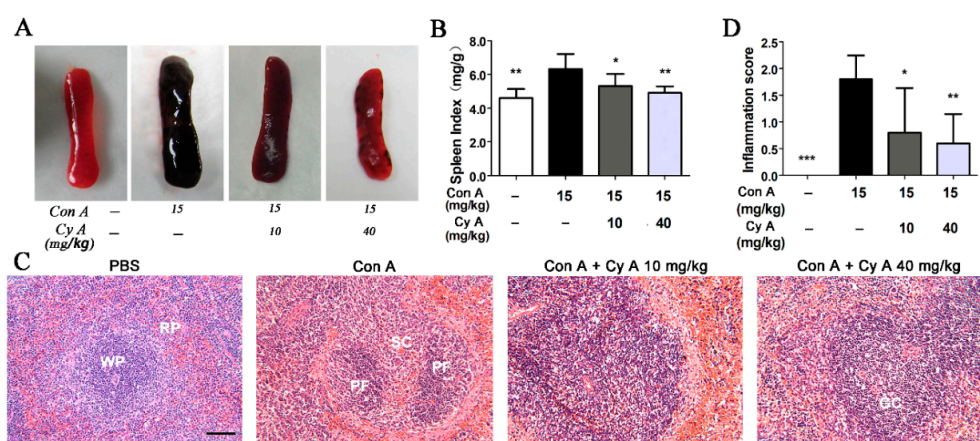 A
Con A – 15 15 15
Cy A – – 10 40
(mg/kg)
B
Spleen Index (mg/g)
8.0
6.0
4.0
2.0
0.0
** * **
Con A – 15 15 15
(mg/kg)
Cy A – – 10 40
(mg/kg)
D
Inflammation score
2.5
2.0
1.5
1.0
0.5
0.0
*** * **
Con A – 15 15 15
(mg/kg)
Cy A – – 10 40
(mg/kg)
C
PBS
RP
WP
Con A
SC
PF PF
Con A + Cy A 10 mg/kg
Con A + Cy A 40 mg/kg
GC